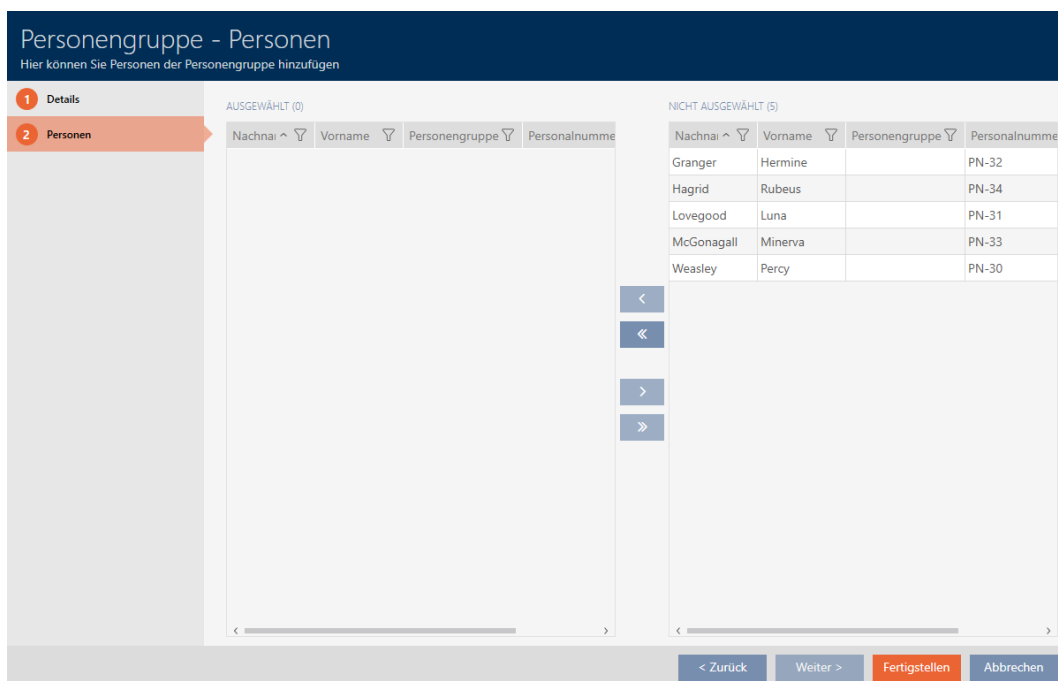 Personengruppe - Personen
Hier können Sie Personen der Personengruppe hinzufügen
1 Details
2 Personen
AUSGEWÄHLT (0)
Nachnai Vorname Personengruppe Personalnumme
NICHT AUSGEWÄHLT (5)
Nachnai Vorname Personengruppe Personalnumme
Granger Hermine PN-32
Hagrid Rubeus PN-34
Lovegood Luna PN-31
McGonagall Minerva PN-33
Weasley Percy PN-30
< Zurück Weiter > Fertigstellen Abbrechen